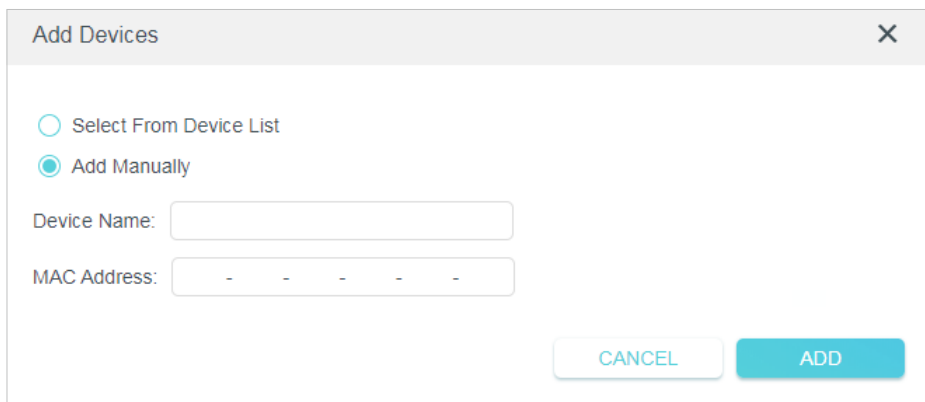 Add Devices
Select From Device List
Add Manually
Device Name:
MAC Address: - - - - -
CANCEL ADD